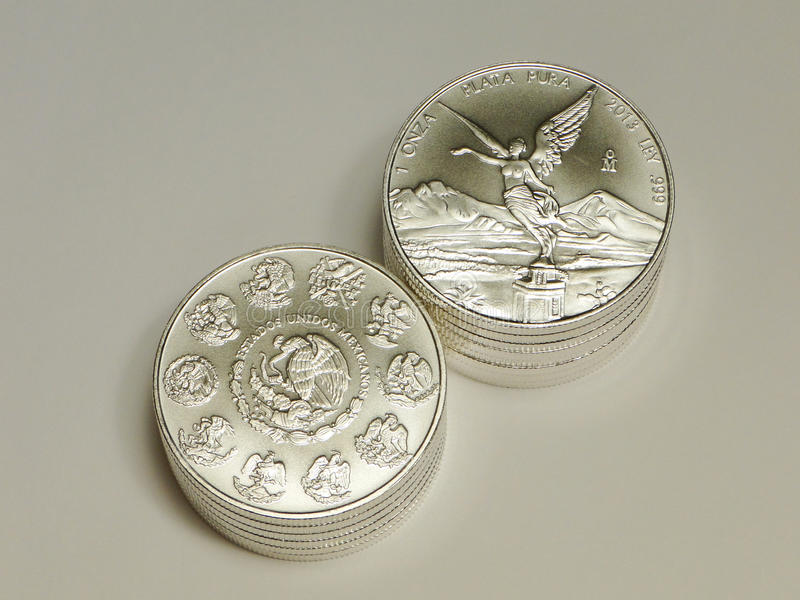 1 ONZA PLATA PURA 2013 LEY .999
Mo
ESTADOS UNIDOS MEXICANOS